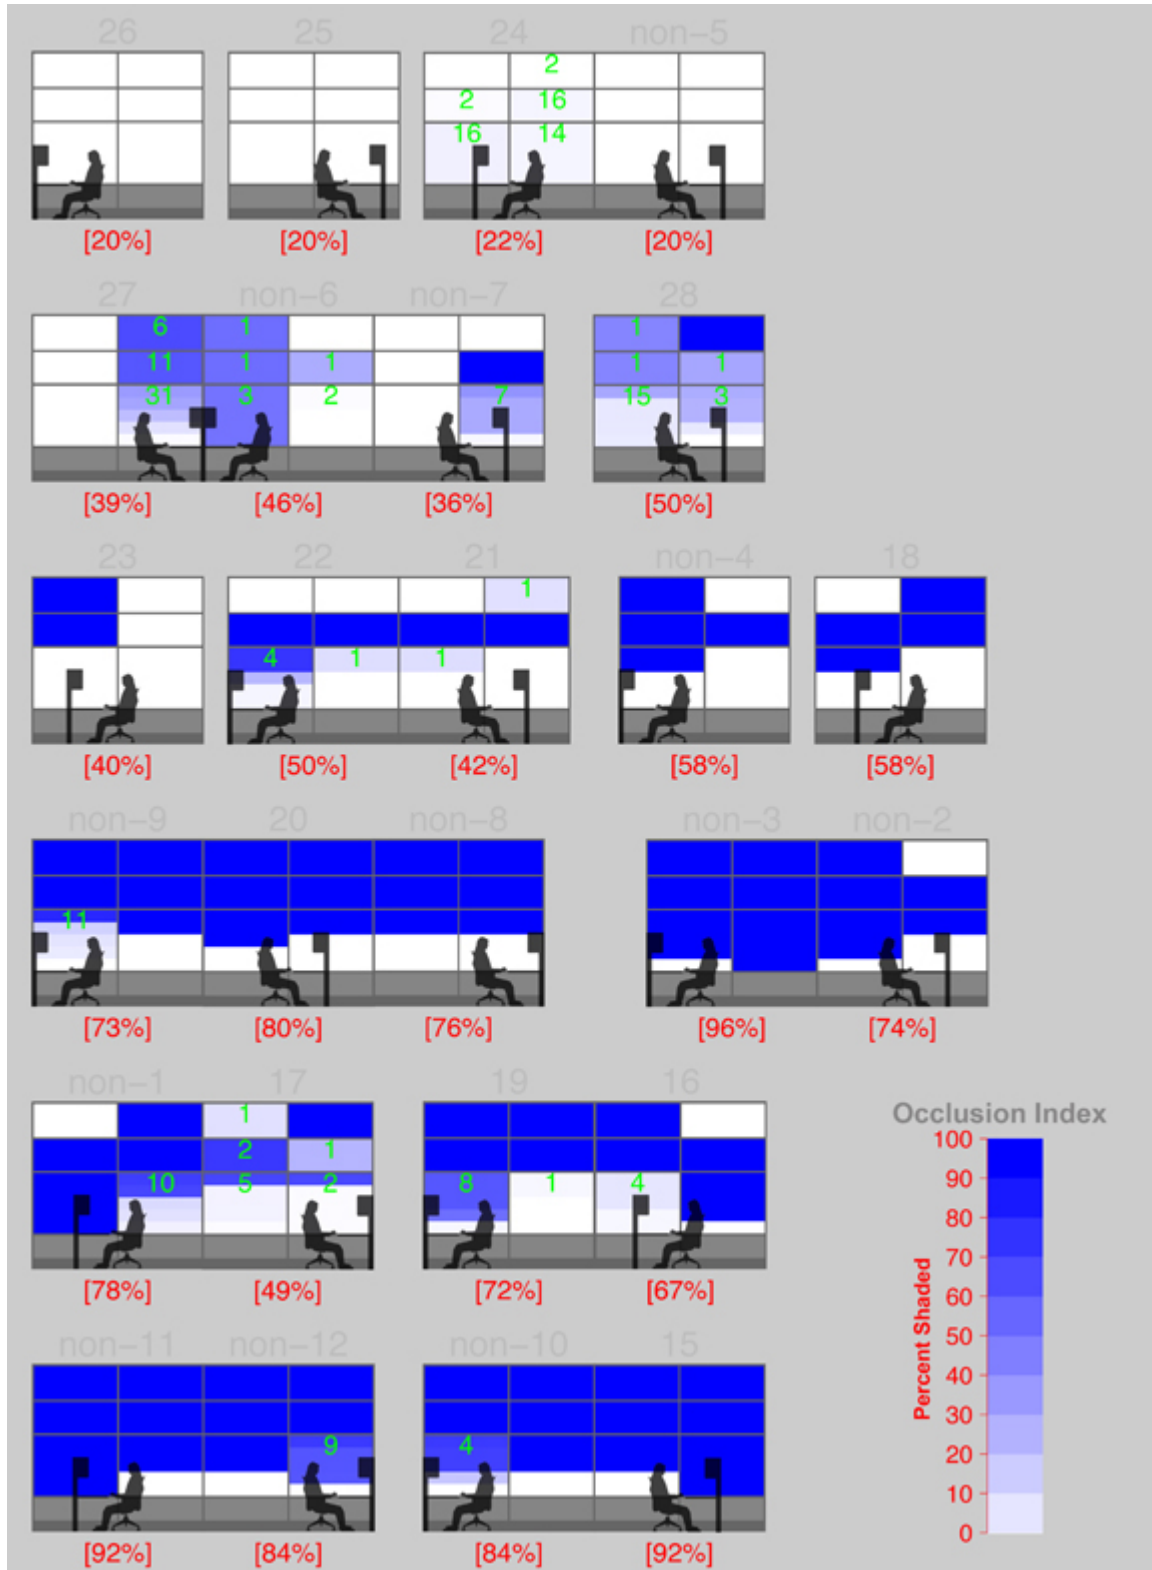 26 25 24 non-5
2
2 16
16 14
[20%] [20%] [22%] [20%]
27 non-6 non-7 28
6 1 1
11 1 1 1 1
31 3 2 7 15 3
[39%] [46%] [36%] [50%]
23 22 21 non-4 18
1
4 1 1
[40%] [50%] [42%] [58%] [58%]
non-9 20 non-8 non-3 non-2
11
[73%] [80%] [76%] [96%] [74%]
non-1 17 19 16
1
2 1
10 5 2 8 1 4
[78%] [49%] [72%] [67%]
non-11 non-12 non-10 15
9 4
[92%] [84%] [84%] [92%]
Occlusion Index
Percent Shaded
100
90
80
70
60
50
40
30
20
10
0